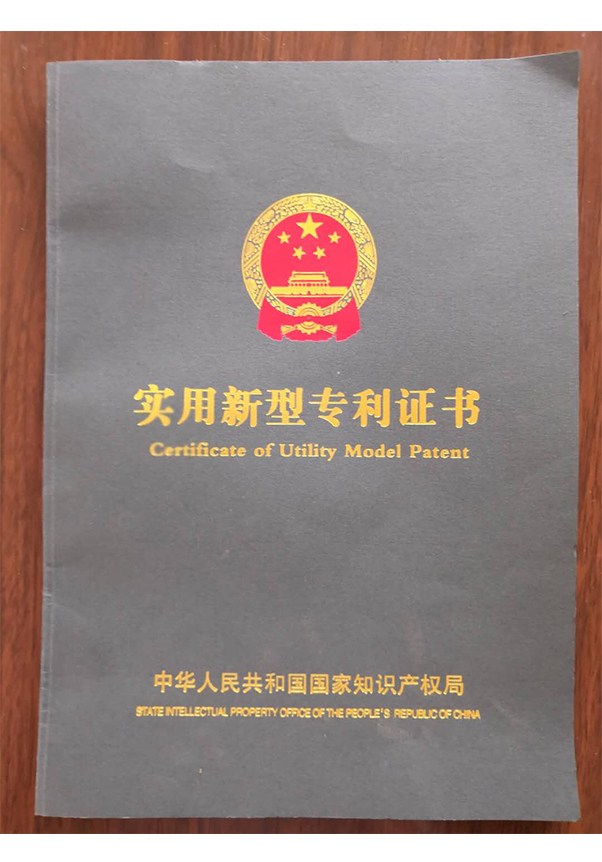 实用新型专利证书
Certificate of Utility Model Patent
中华人民共和国国家知识产权局
STATE INTELLECTUAL PROPERTY OFFICE OF THE PEOPLE'S REPUBLIC OF CHINA